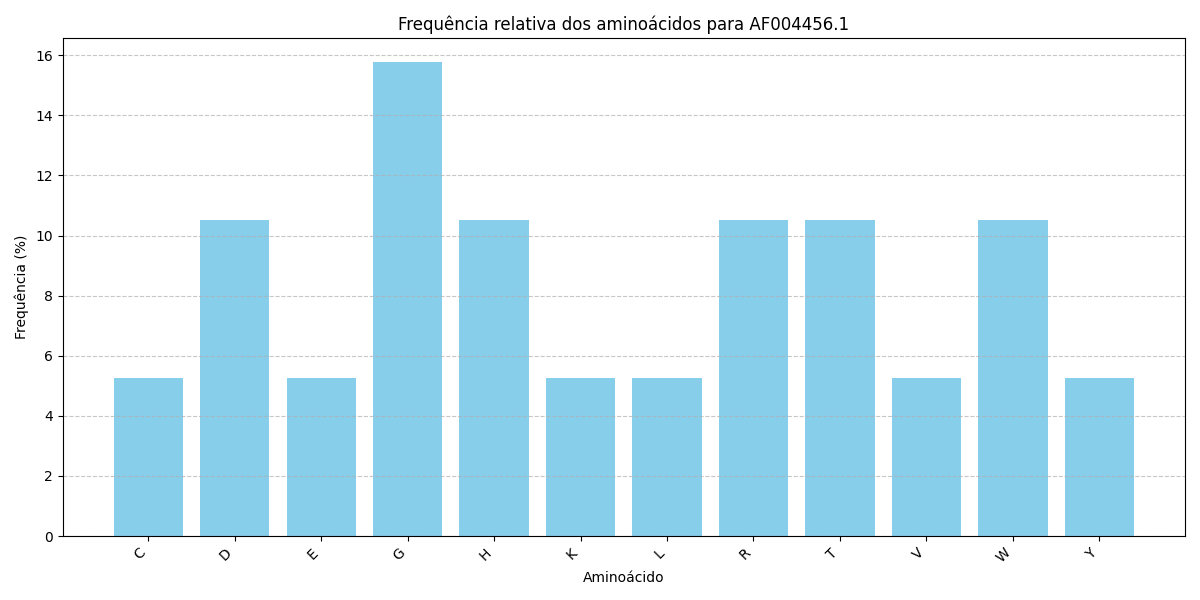 Frequência relativa dos aminoácidos para AF004456.1
Frequência (%)
16
14
12
10
8
6
4
2
0
C D E G H K L R T V W Y
Aminoácido